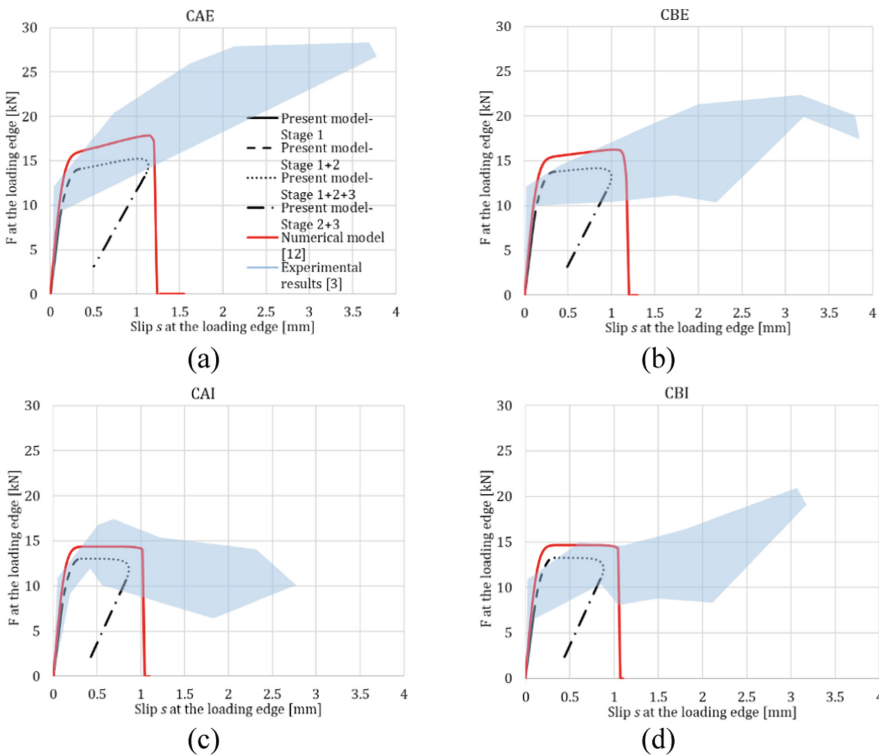 CAE
30
25
20
15
10
5
0
F at the loading edge [kN]
0 0.5 1 1.5 2 2.5 3 3.5 4
Slip s at the loading edge [mm]
Present model-
Stage 1
Present model-
Stage 1+2
Present model-
Stage 1+2+3
Present model-
Stage 2+3
Numerical model
[12]
Experimental
results [3]
(a)
CBE
30
25
20
15
10
5
0
F at the loading edge [kN]
0 0.5 1 1.5 2 2.5 3 3.5 4
Slip s at the loading edge [mm]
(b)
CAI
30
25
20
15
10
5
0
F at the loading edge [kN]
0 0.5 1 1.5 2 2.5 3 3.5 4
Slip s at the loading edge [mm]
(c)
CBI
30
25
20
15
10
5
0
F at the loading edge [kN]
0 0.5 1 1.5 2 2.5 3 3.5 4
Slip s at the loading edge [mm]
(d)